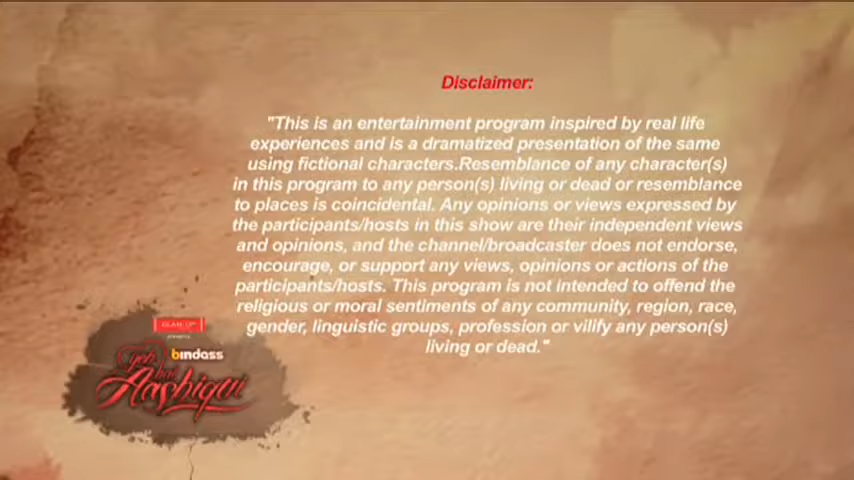 Disclaimer:
"This is an entertainment program inspired by real life
experiences and is a dramatized presentation of the same
using fictional characters.Resemblance of any character(s)
in this program to any person(s) living or dead or resemblance
to places is coincidental. Any opinions or views expressed by
the participants/hosts in this show are their independent views
and opinions, and the channel/broadcaster does not endorse,
encourage, or support any views, opinions or actions of the
participants/hosts. This program is not intended to offend the
religious or moral sentiments of any community, region, race,
gender, linguistic groups, profession or vilify any person(s)
living or dead."
bindass
yeh
hai
Aashiqui